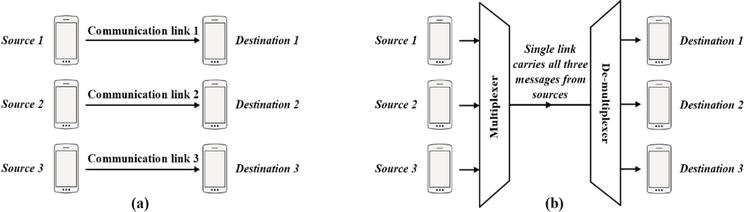 Source 1
Communication link 1
Destination 1
Source 2
Communication link 2
Destination 2
Source 3
Communication link 3
Destination 3
(a)
Source 1
Source 2
Source 3
Multiplexer
Single link
carries all three
messages from
sources
De-multiplexer
Destination 1
Destination 2
Destination 3
(b)